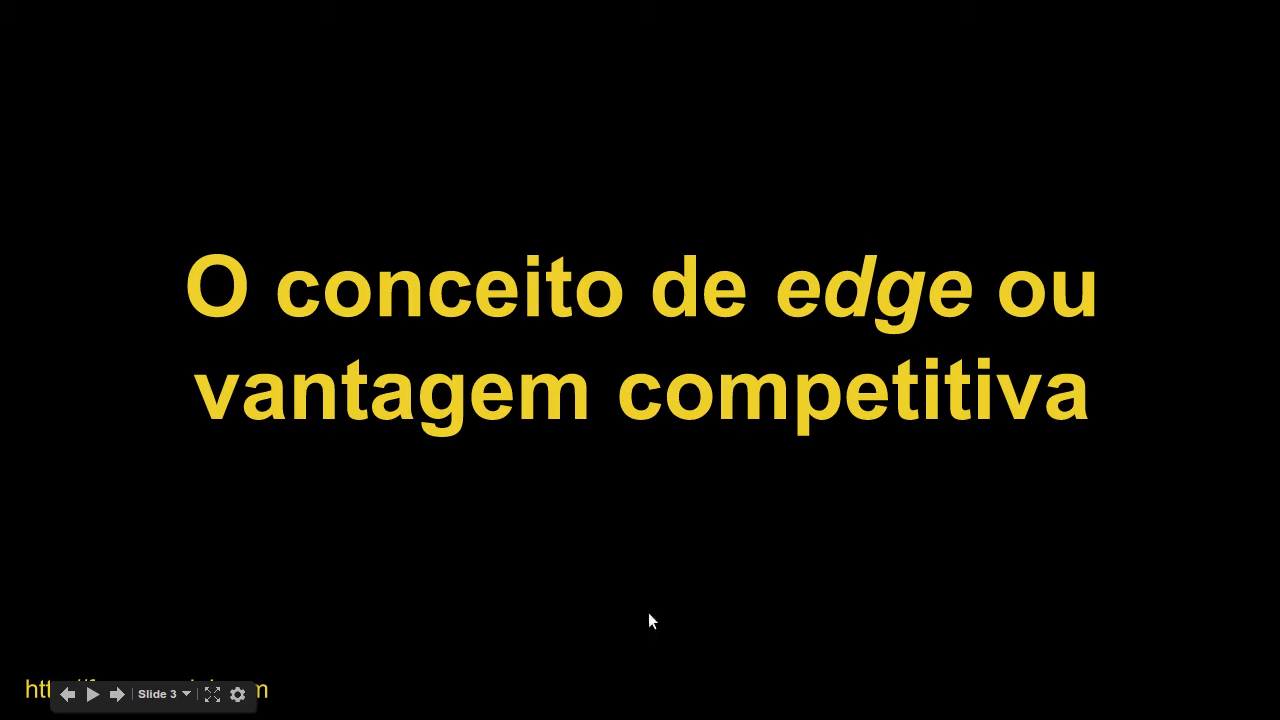 O conceito de edge ou
vantagem competitiva
Slide 3